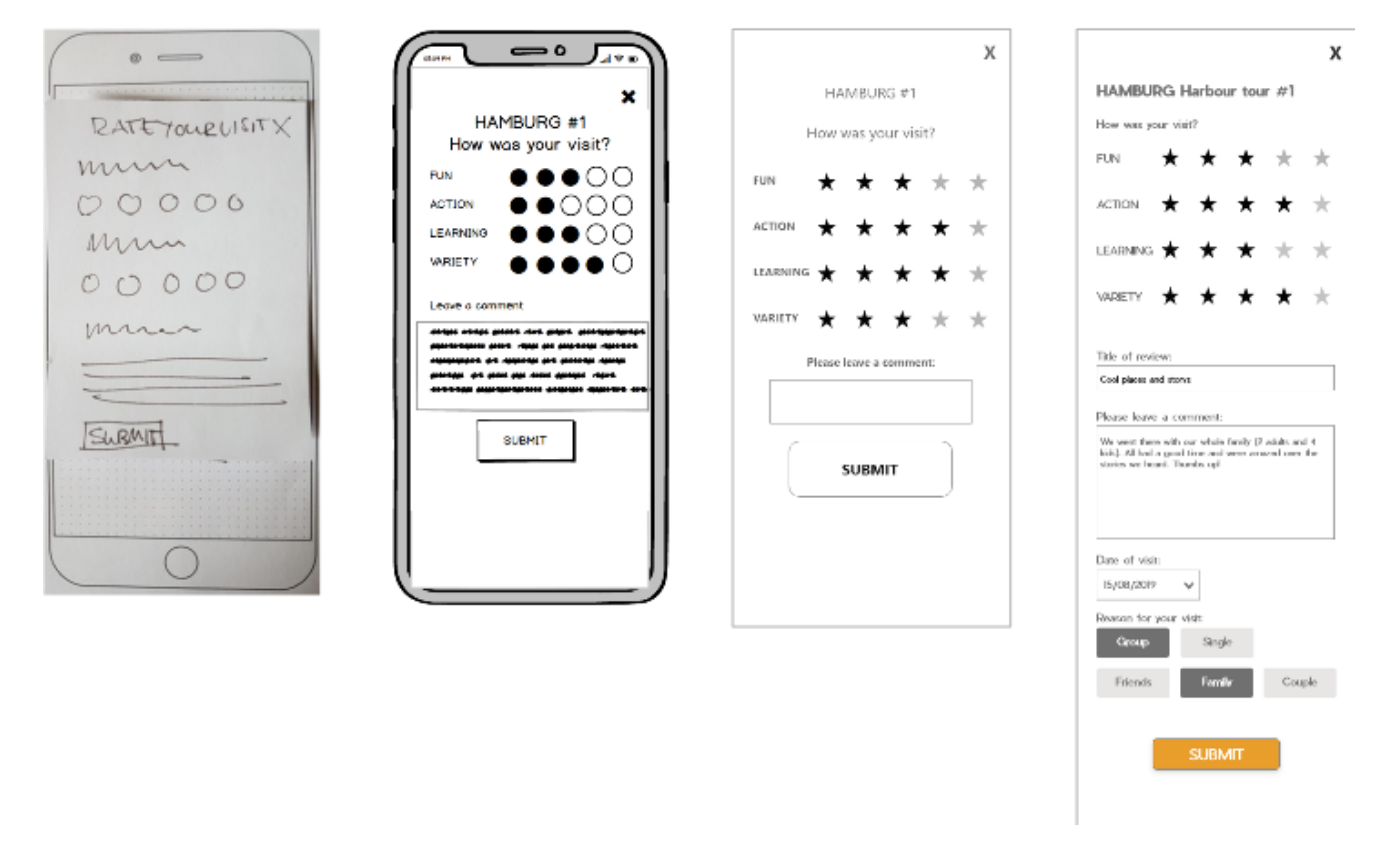 RATE YOUR VISIT X
SUBMIT
HAMBURG #1
How was your visit?
FUN
ACTION
LEARNING
VARIETY
Leave a comment
SUBMIT
X
HAMBURG #1
How was your visit?
FUN
ACTION
LEARNING
VARIETY
Please leave a comment:
SUBMIT
X
HAMBURG Harbour tour #1
How was your visit?
FUN
ACTION
LEARNING
VARIETY
Title of review:
Cool places and storys
Please leave a comment:
We went there with our whole family (2 adults and 4
kids). All had a good time and were amazed over the
stories we heard. Thumbs up!
Date of visit:
15/08/2019
Reason for your visit:
Group Single
Friends Family Couple
SUBMIT